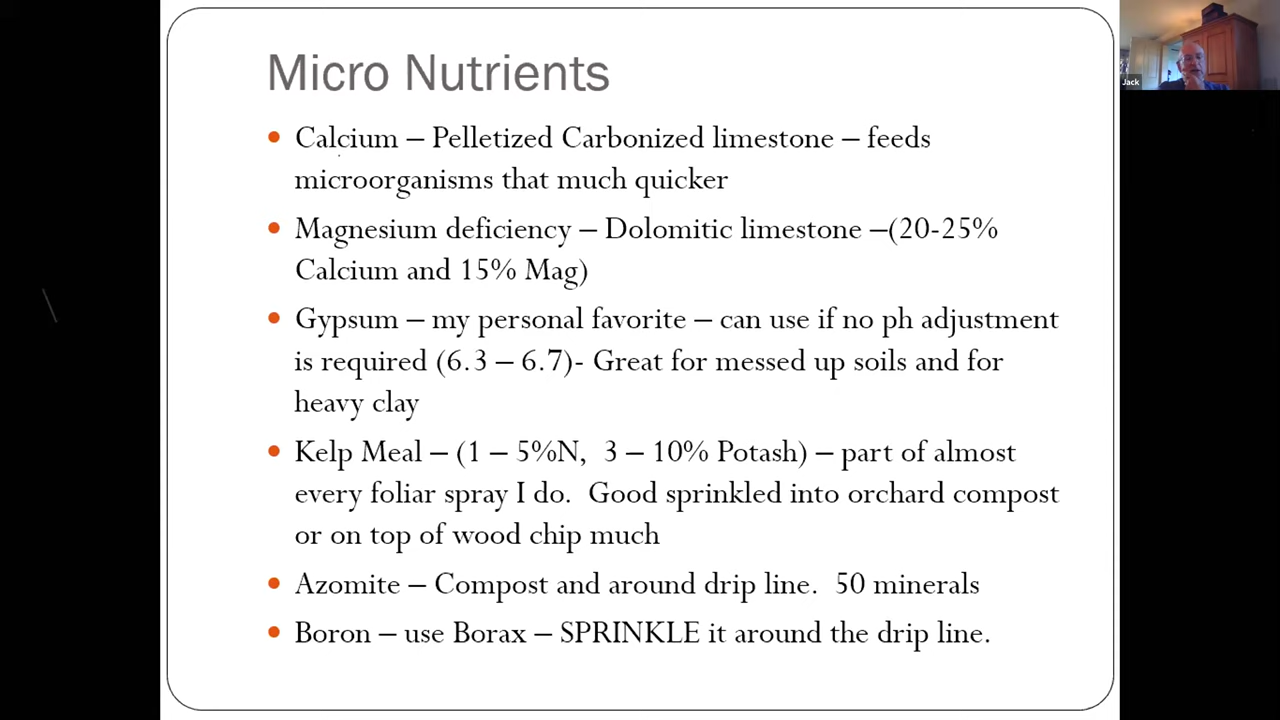 Micro Nutrients
Calcium – Pelletized Carbonized limestone – feeds
microorganisms that much quicker
Magnesium deficiency – Dolomitic limestone –(20-25%
Calcium and 15% Mag)
Gypsum – my personal favorite – can use if no ph adjustment
is required (6.3 – 6.7)- Great for messed up soils and for
heavy clay
Kelp Meal – (1 – 5%N,  3 – 10% Potash) – part of almost
every foliar spray I do.  Good sprinkled into orchard compost
or on top of wood chip much
Azomite – Compost and around drip line.  50 minerals
Boron – use Borax – SPRINKLE it around the drip line.
Jack